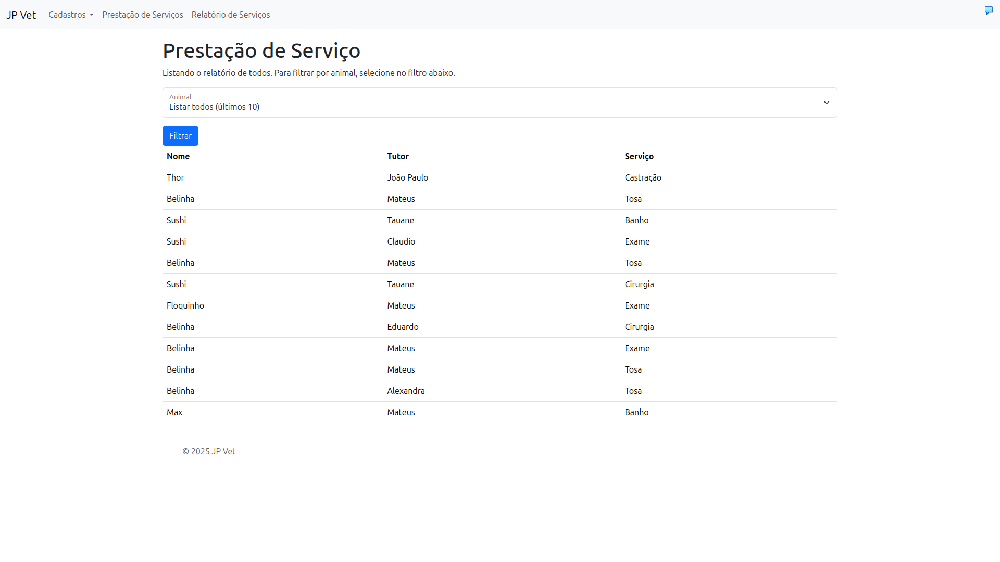 JP Vet Cadastros Prestação de Serviços Relatório de Serviços
Prestação de Serviço
Listando o relatório de todos. Para filtrar por animal, selecione no filtro abaixo.
Animal
Listar todos (últimos 10)
Filtrar
Nome Tutor Serviço
Thor João Paulo Castração
Belinha Mateus Tosa
Sushi Tauane Banho
Sushi Claudio Exame
Belinha Mateus Tosa
Sushi Tauane Cirurgia
Floquinho Mateus Exame
Belinha Eduardo Cirurgia
Belinha Mateus Exame
Belinha Mateus Tosa
Belinha Alexandra Tosa
Max Mateus Banho
© 2025 JP Vet